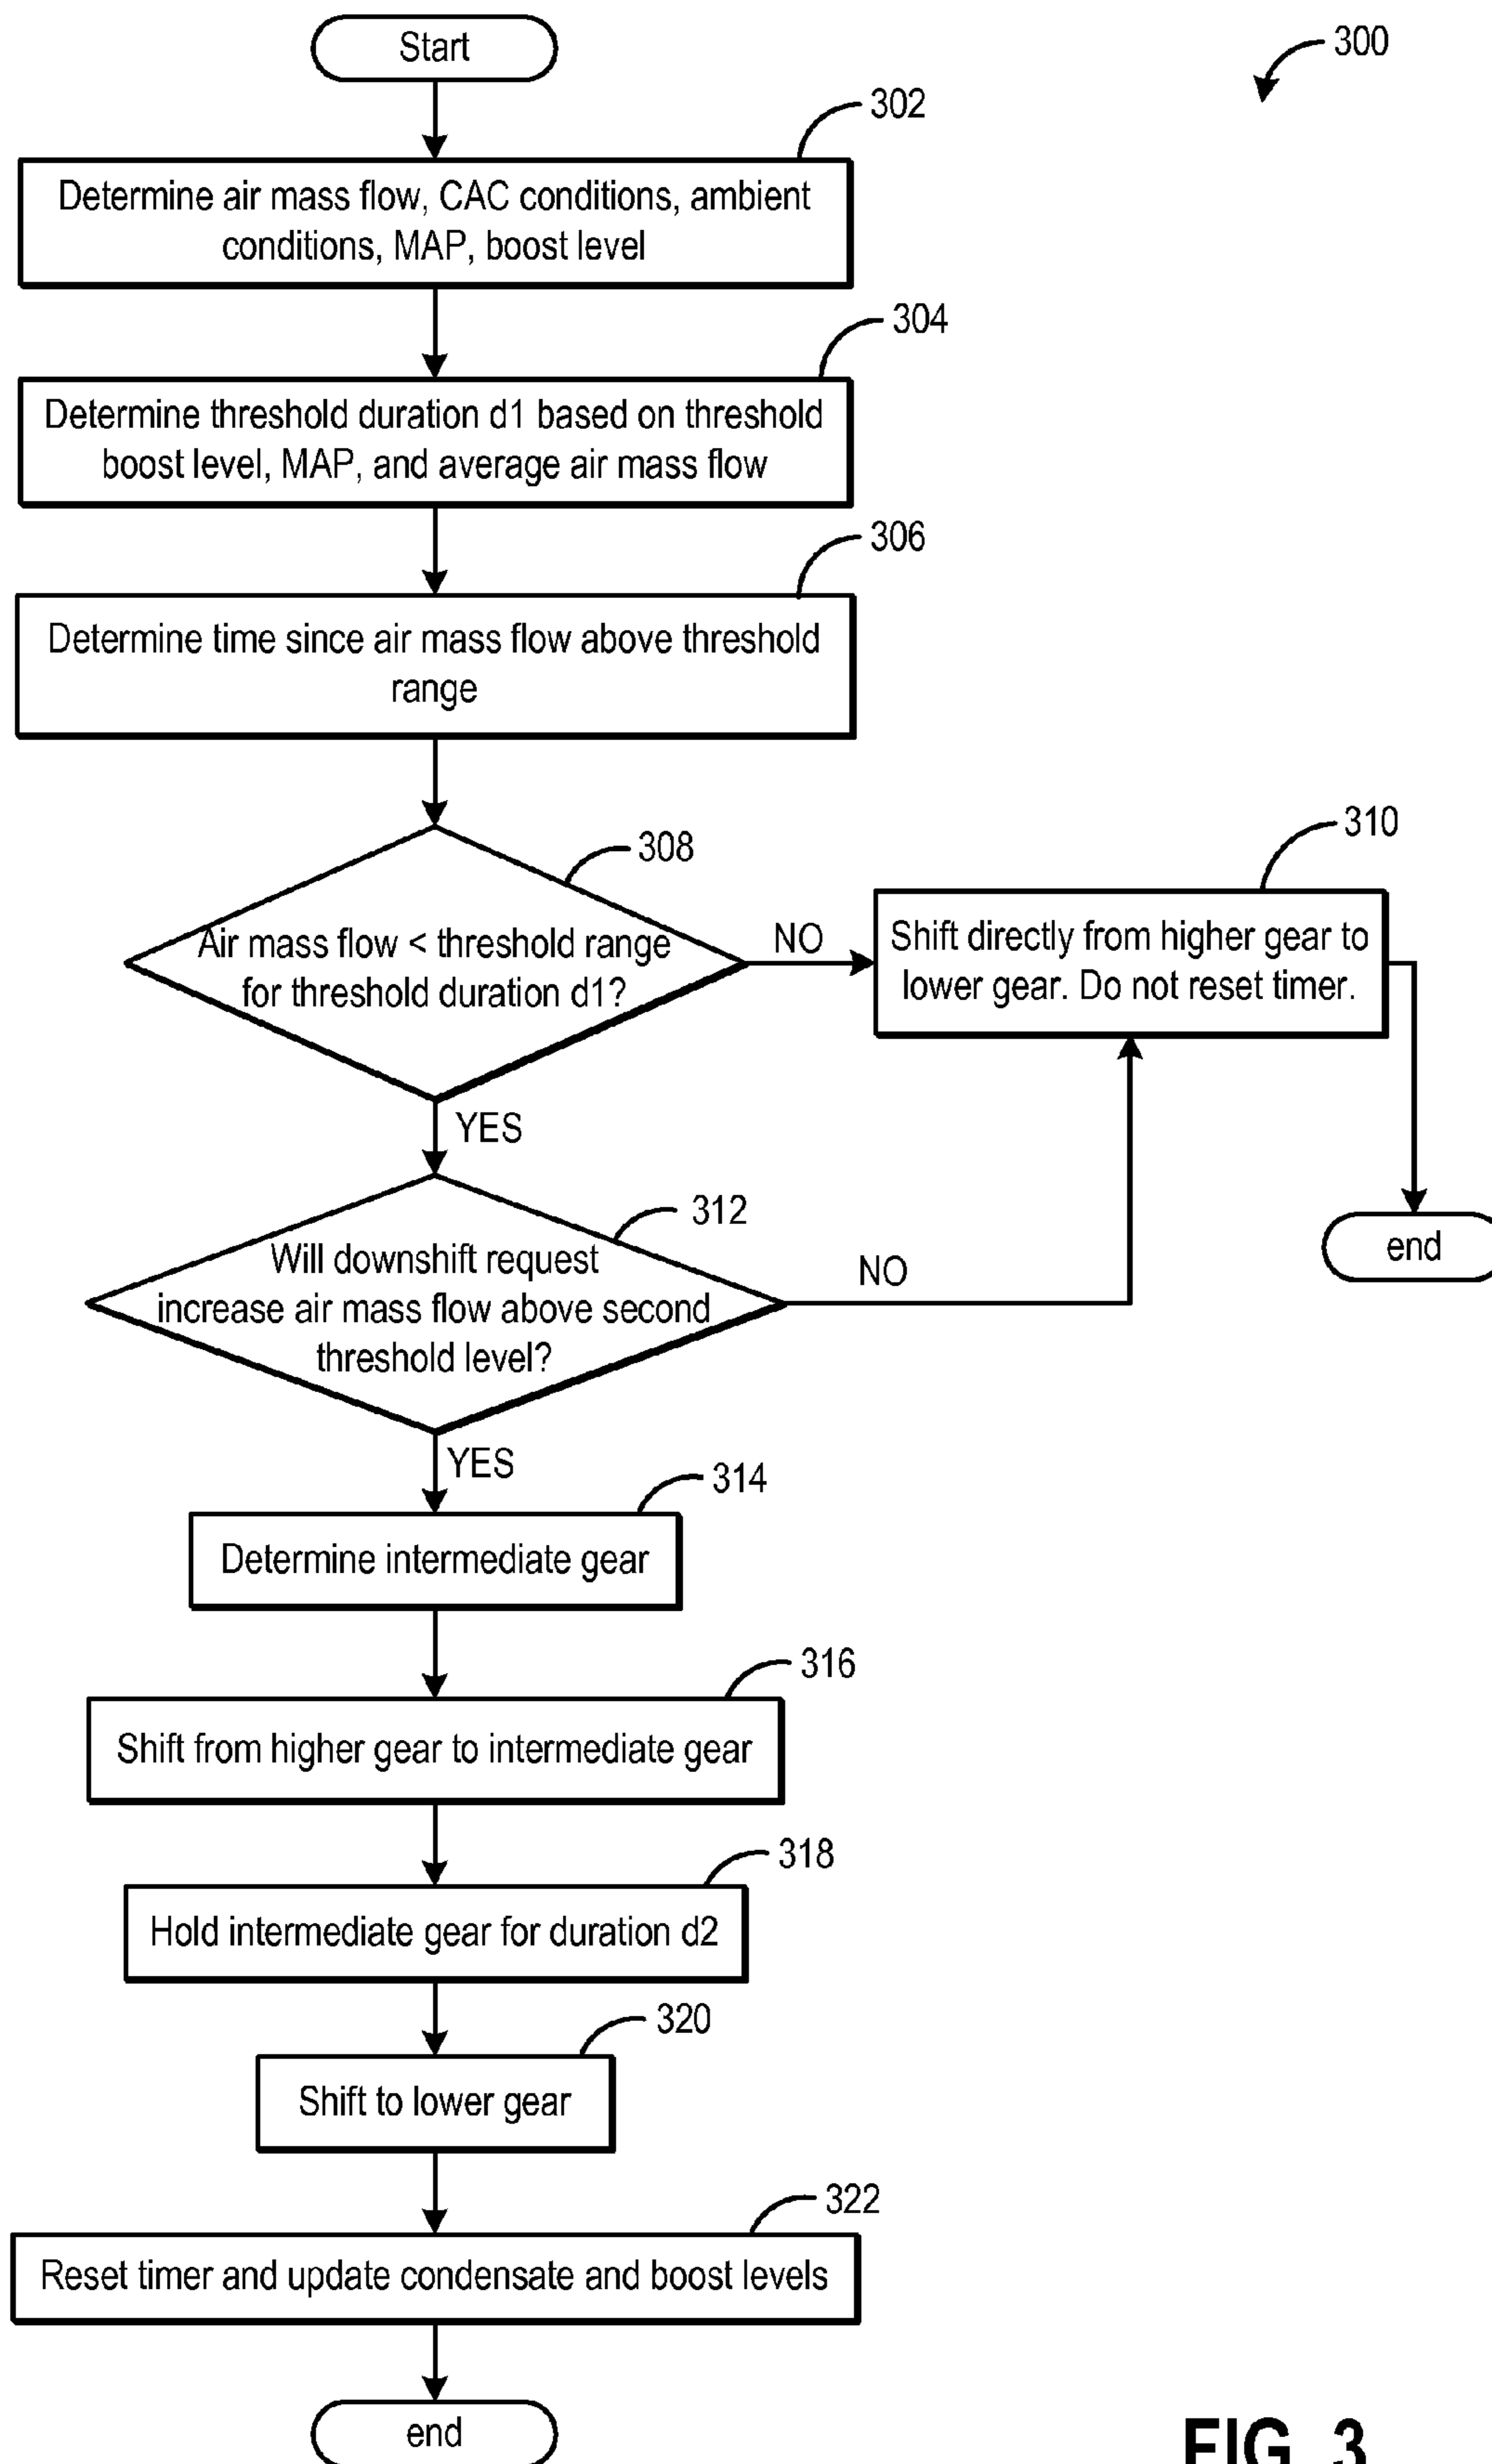 Start
300
302
Determine air mass flow, CAC conditions, ambient
conditions, MAP, boost level
304
Determine threshold duration d1 based on threshold
boost level, MAP, and average air mass flow
306
Determine time since air mass flow above threshold
range
308
Air mass flow < threshold range
for threshold duration d1?
NO
310
Shift directly from higher gear to
lower gear. Do not reset timer.
YES
312
Will downshift request
increase air mass flow above second
threshold level?
NO
end
YES
314
Determine intermediate gear
316
Shift from higher gear to intermediate gear
318
Hold intermediate gear for duration d2
320
Shift to lower gear
322
Reset timer and update condensate and boost levels
end
FIG. 3